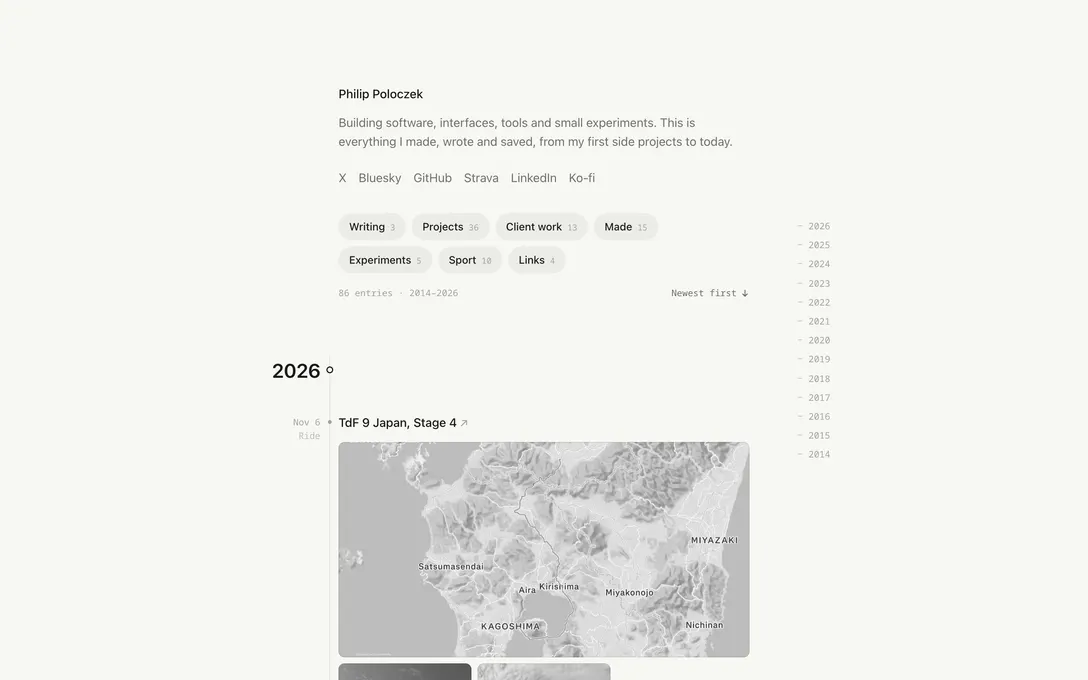 Philip Poloczek
Building software, interfaces, tools and small experiments. This is
everything I made, wrote and saved, from my first side projects to today.
X Bluesky GitHub Strava LinkedIn Ko-fi
Writing 3 Projects 36 Client work 13 Made 15
Experiments 5 Sport 10 Links 4
86 entries · 2014–2026 Newest first ↓
– 2026
– 2025
– 2024
– 2023
– 2022
– 2021
– 2020
– 2019
– 2018
– 2017
– 2016
– 2015
– 2014
2026
Nov 6 TdF 9 Japan, Stage 4 ↗
Ride
MIYAZAKI
Satsumasendai
Aira Kirishima Miyakonojo
KAGOSHIMA Nichinan